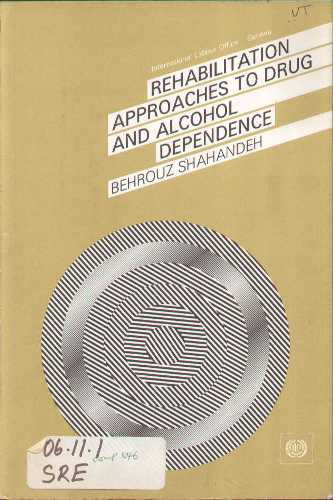 VT
International Labour Office Geneva
REHABILITATION
APPROACHES TO DRUG
AND ALCOHOL
DEPENDENCE
BEHROUZ SHAHANDEH
06.11.1
SRE